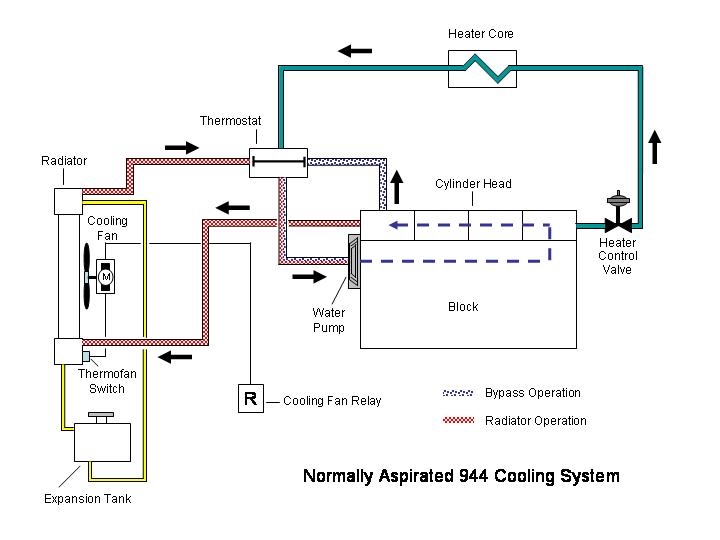 Heater Core
Thermostat
Radiator
Cylinder Head
Cooling
Fan
M
Heater
Control
Valve
Water
Pump
Block
Thermofan
Switch
R
Cooling Fan Relay
Bypass Operation
Radiator Operation
Normally Aspirated 944 Cooling System
Expansion Tank